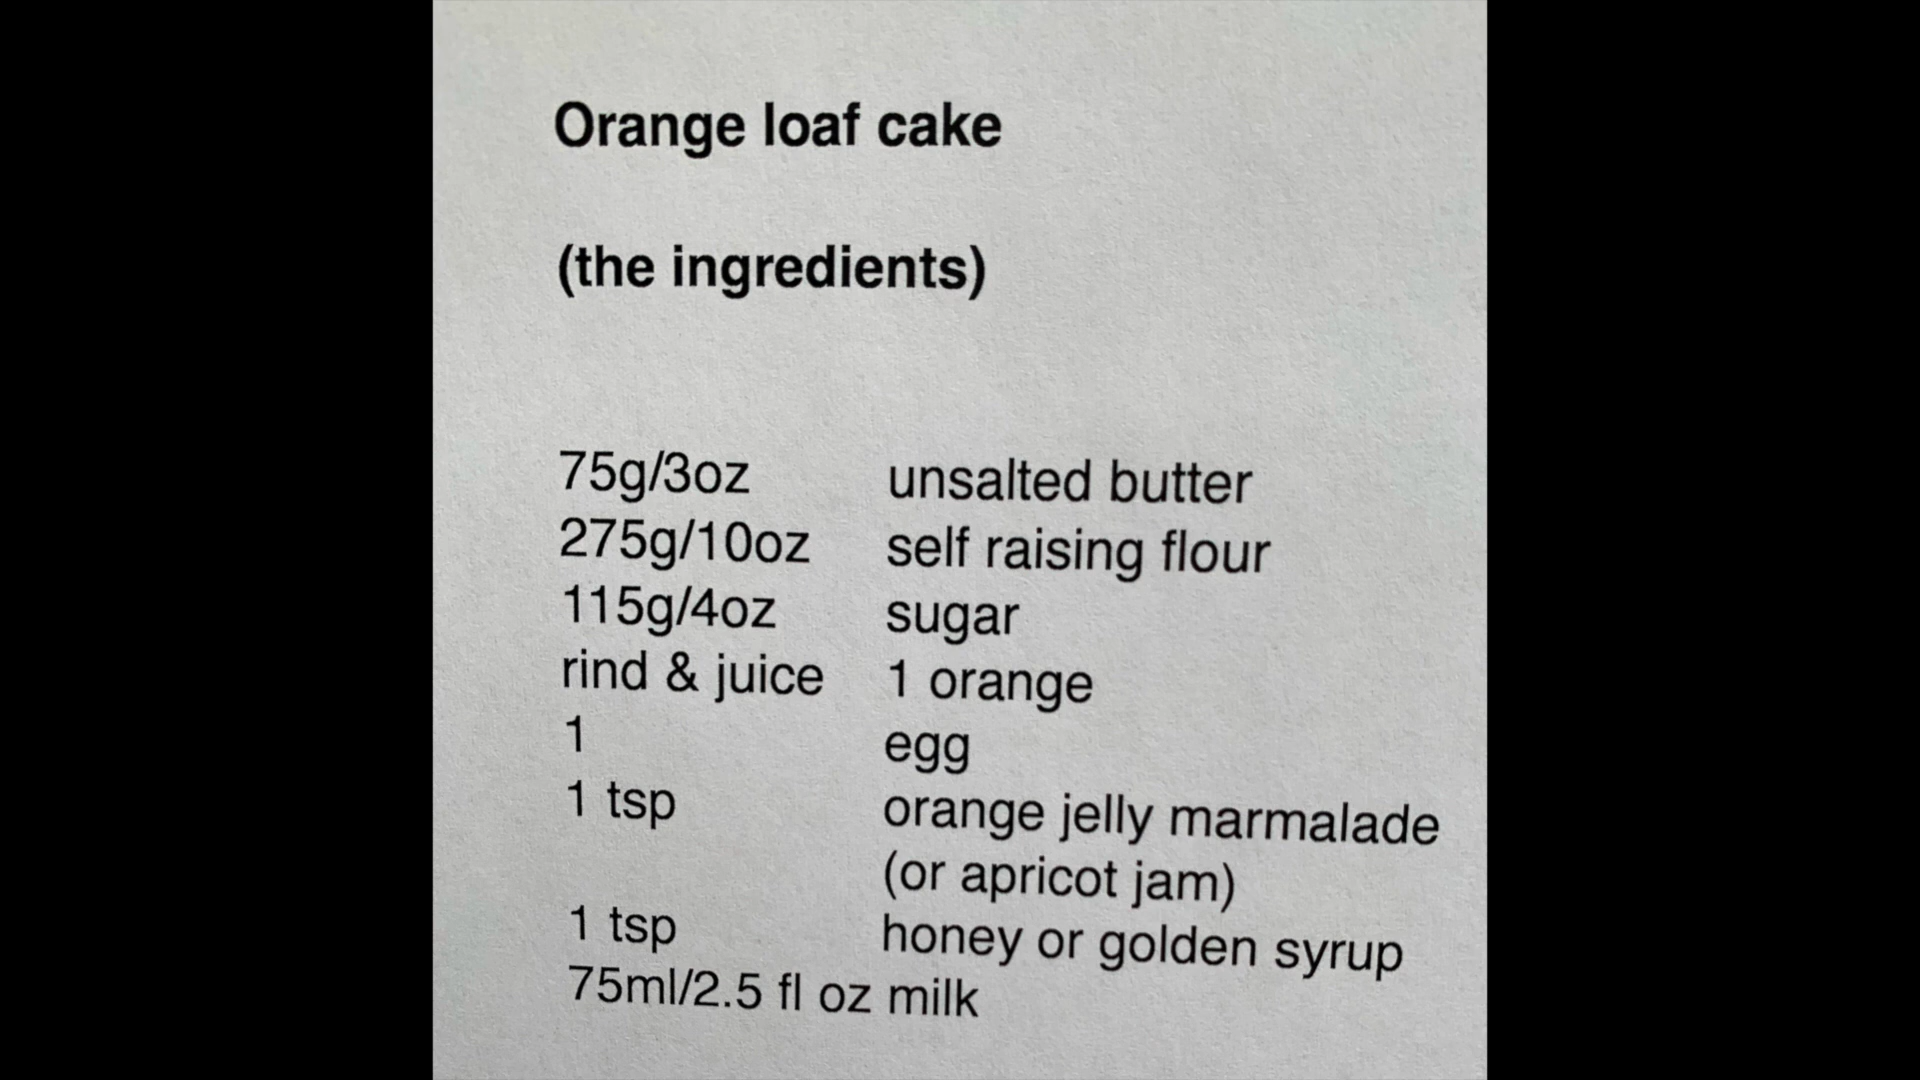 Orange loaf cake
(the ingredients)
75g/3oz unsalted butter
275g/10oz self raising flour
115g/4oz sugar
rind & juice 1 orange
1 egg
1 tsp orange jelly marmalade
(or apricot jam)
1 tsp honey or golden syrup
75ml/2.5 fl oz milk